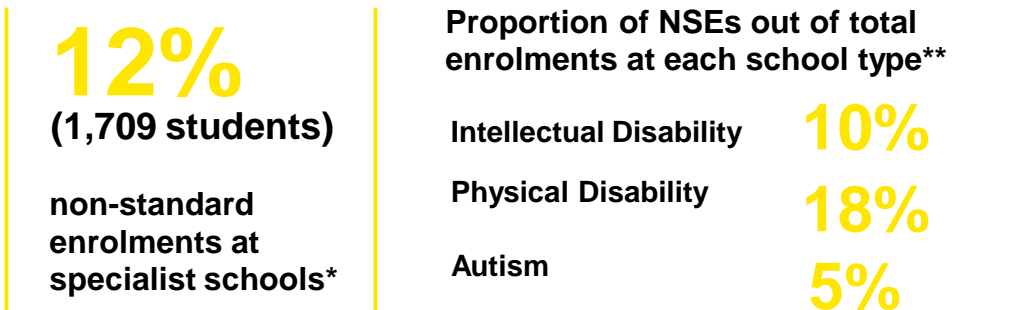 12%
(1,709 students)
non-standard
enrolments at
specialist schools*
Proportion of NSEs out of total
enrolments at each school type**
Intellectual Disability 10%
Physical Disability 18%
Autism 5%